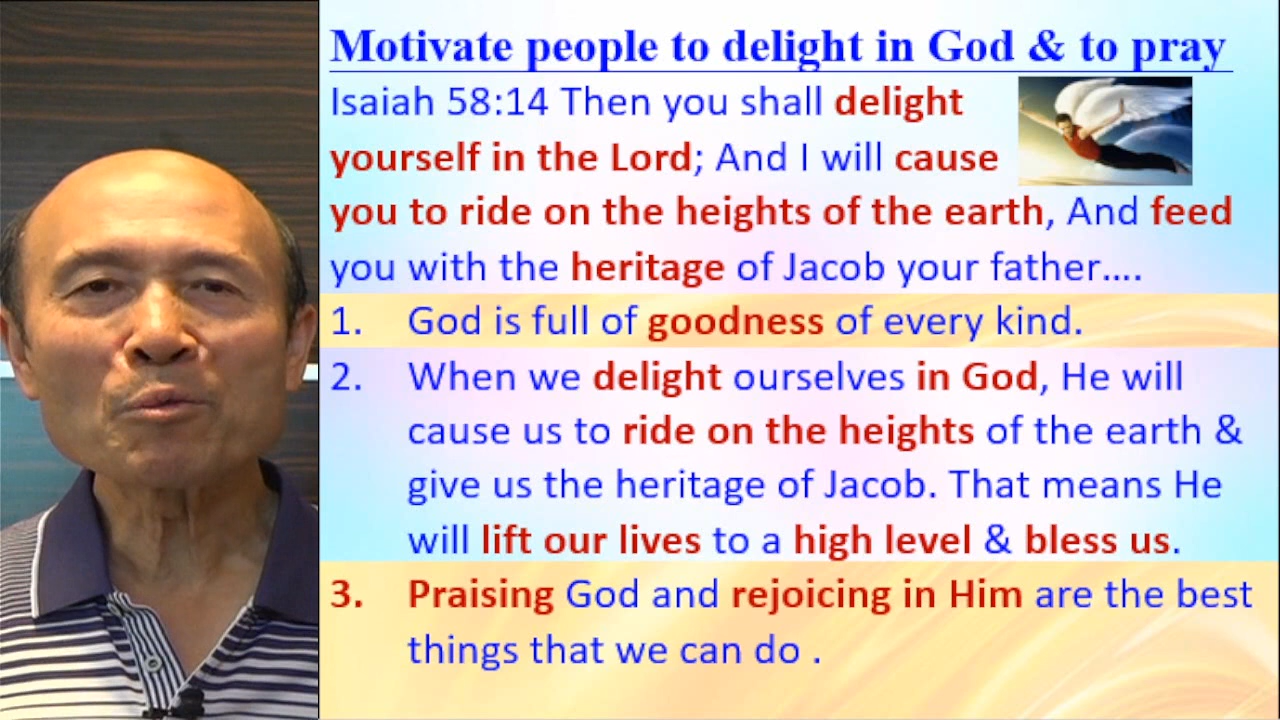 Motivate people to delight in God & to pray
Isaiah 58:14 Then you shall delight
yourself in the Lord; And I will cause
you to ride on the heights of the earth, And feed
you with the heritage of Jacob your father….
1. God is full of goodness of every kind.
2. When we delight ourselves in God, He will
cause us to ride on the heights of the earth &
give us the heritage of Jacob. That means He
will lift our lives to a high level & bless us.
3. Praising God and rejoicing in Him are the best
things that we can do .